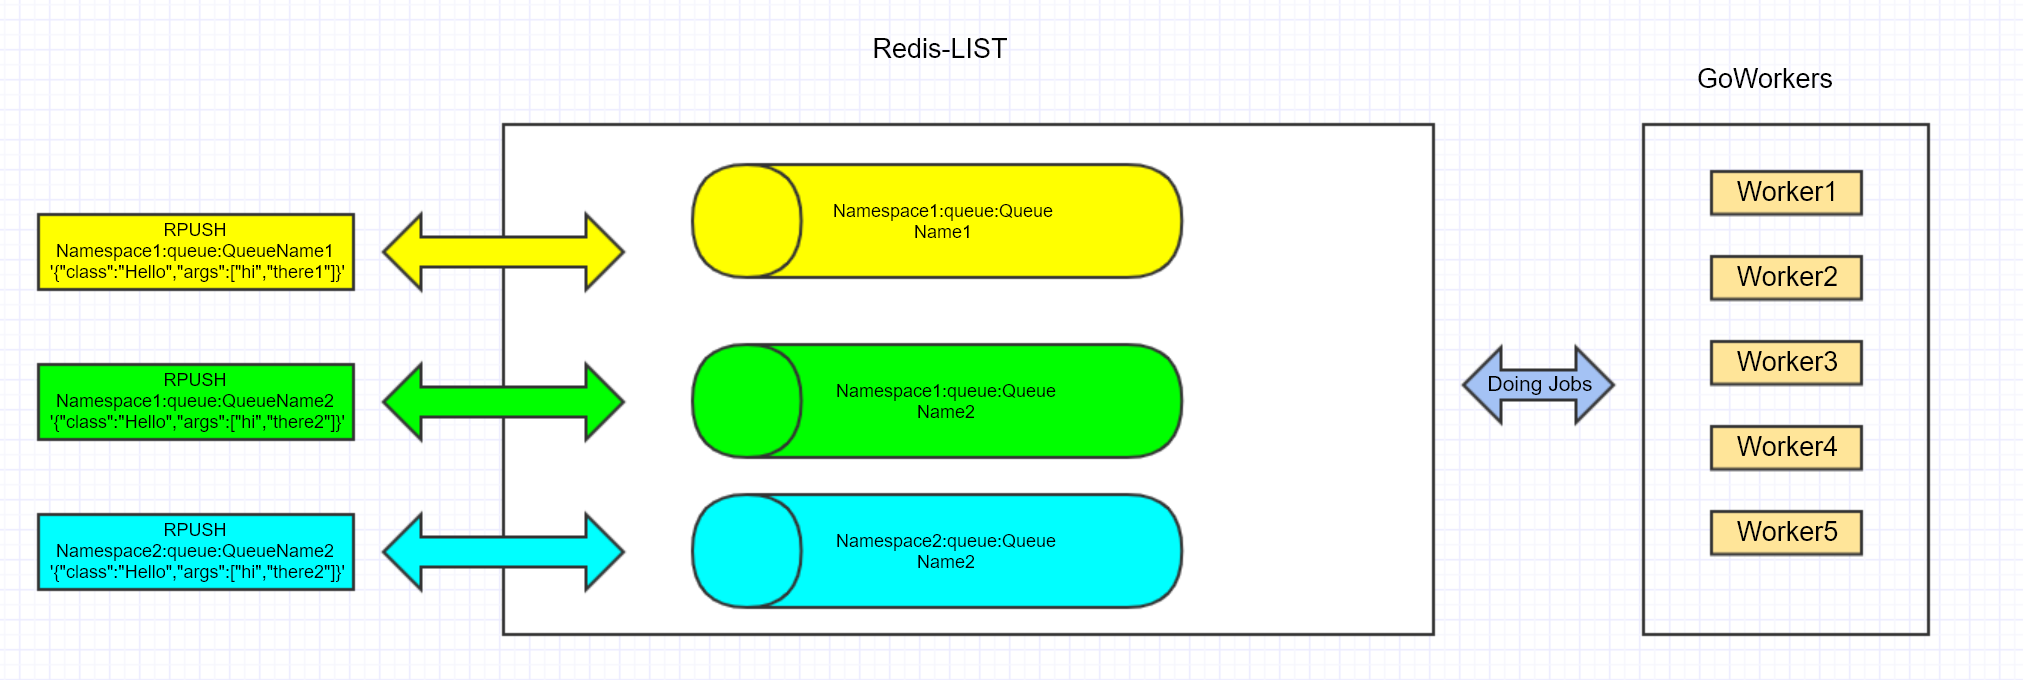 Redis-LIST
GoWorkers
RPUSH
Namespace1:queue:QueueName1
'{"class":"Hello","args":["hi","there1"]}'
Namespace1:queue:Queue
Name1
RPUSH
Namespace1:queue:QueueName2
'{"class":"Hello","args":["hi","there2"]}'
Namespace1:queue:Queue
Name2
RPUSH
Namespace2:queue:QueueName2
'{"class":"Hello","args":["hi","there2"]}'
Namespace2:queue:Queue
Name2
Doing Jobs
Worker1
Worker2
Worker3
Worker4
Worker5